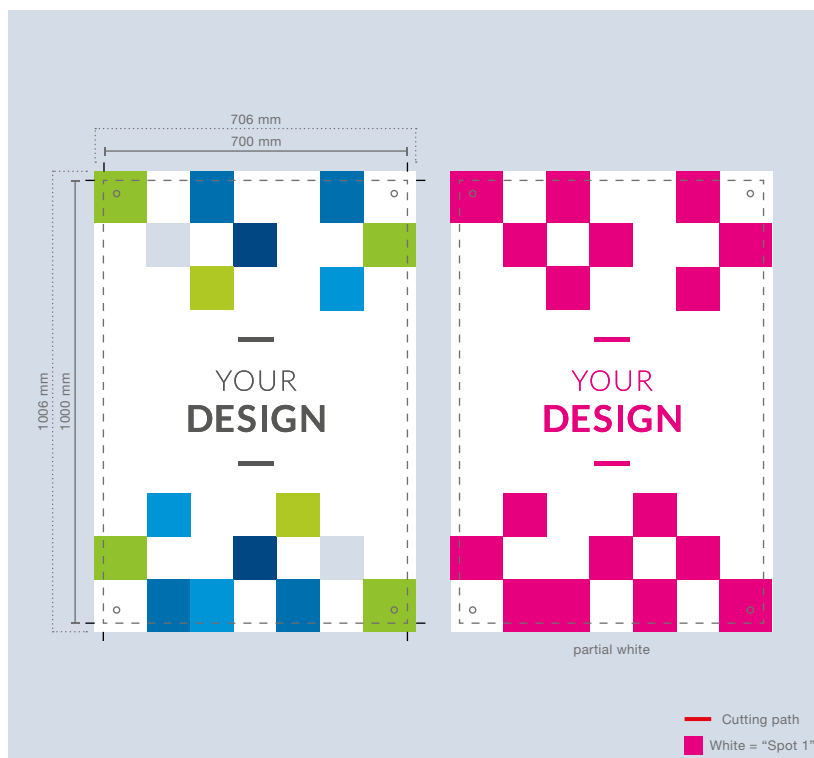 706 mm
700 mm
1006 mm
1000 mm
YOUR
DESIGN
YOUR
DESIGN
partial white
Cutting path
White = “Spot 1”